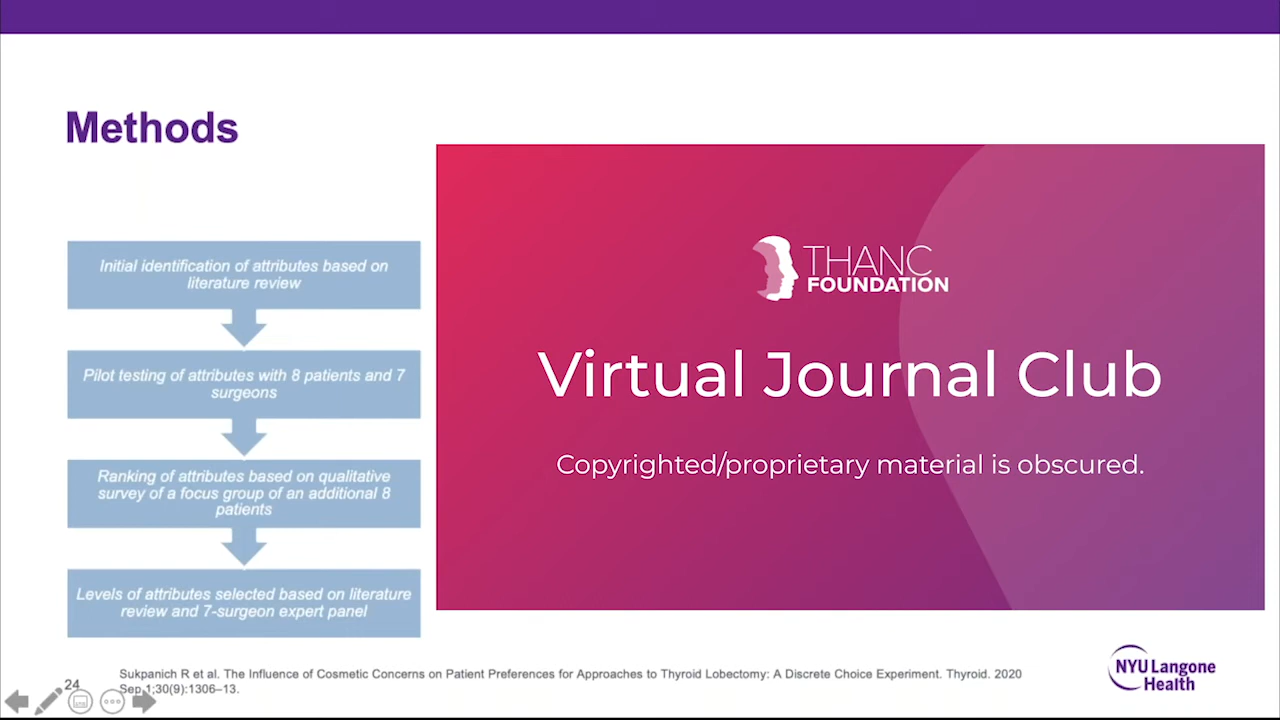 Methods
Initial identification of attributes based on
literature review
Pilot testing of attributes with 8 patients and 7
surgeons
Ranking of attributes based on qualitative
survey of a focus group of an additional 8
patients
Levels of attributes selected based on literature
review and 7-surgeon expert panel
THANC
FOUNDATION
Virtual Journal Club
Copyrighted/proprietary material is obscured.
Sukpanich R et al. The Influence of Cosmetic Concerns on Patient Preferences for Approaches to Thyroid Lobectomy: A Discrete Choice Experiment. Thyroid. 2020
Sep 1;30(9):1306–13.
24
NYU Langone
Health